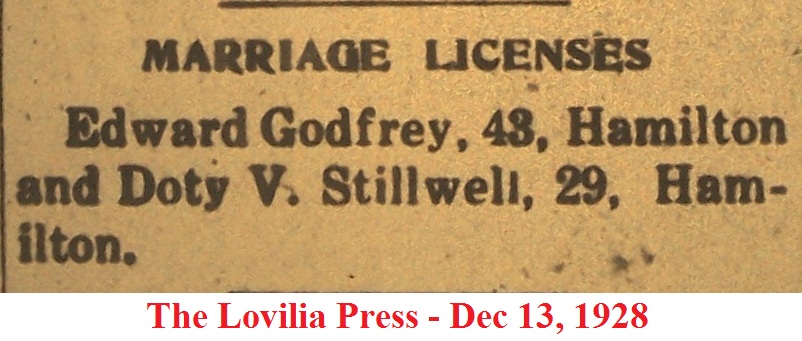 MARRIAGE LICENSES
Edward Godfrey, 43, Hamilton
and Doty V. Stillwell, 29, Ham-
ilton.
The Lovilia Press - Dec 13, 1928